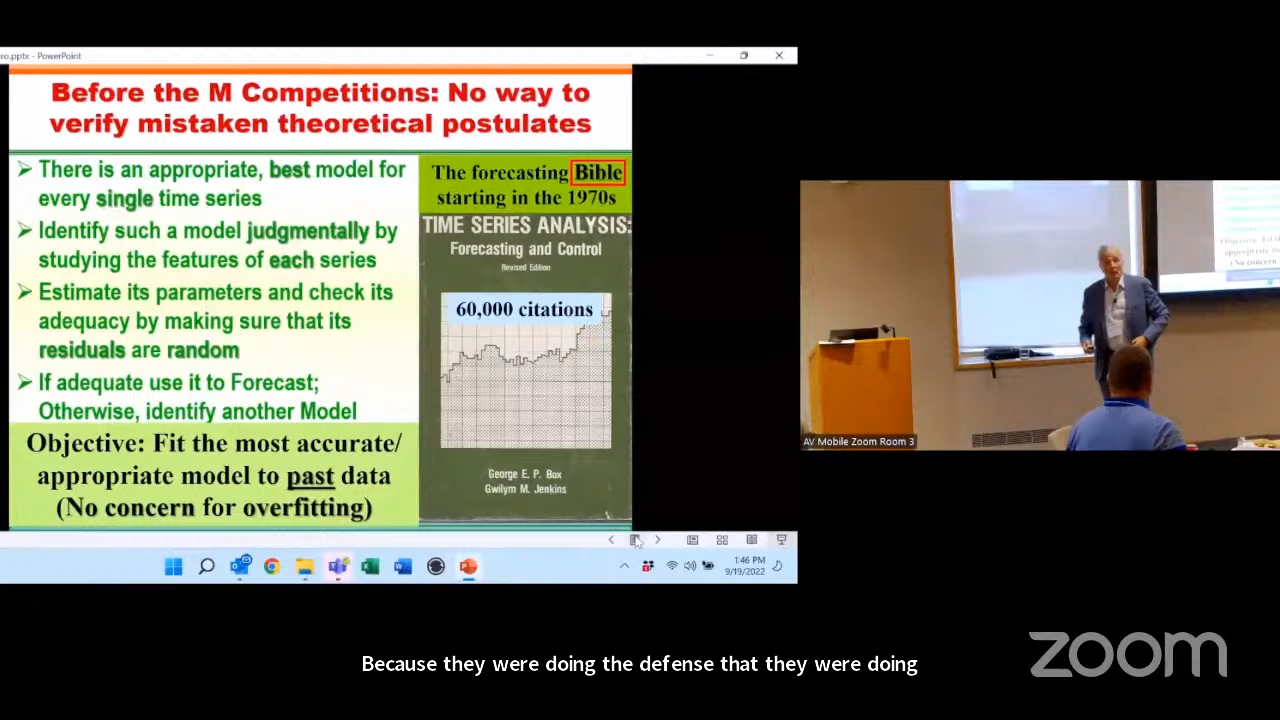 ro.pptx - PowerPoint
Before the M Competitions: No way to
verify mistaken theoretical postulates
There is an appropriate, best model for
every single time series
Identify such a model judgmentally by
studying the features of each series
Estimate its parameters and check its
adequacy by making sure that its
residuals are random
If adequate use it to Forecast;
Otherwise, identify another Model
Objective: Fit the most accurate/
appropriate model to past data
(No concern for overfitting)
The forecasting Bible
starting in the 1970s
TIME SERIES ANALYSIS:
Forecasting and Control
Revised Edition
60,000 citations
George E. P. Box
Gwilym M. Jenkins
1:46 PM
9/19/2022
Objective: Fit
appropriate
(No concern
AV Mobile Zoom Room 3
Because they were doing the defense that they were doing
zoom